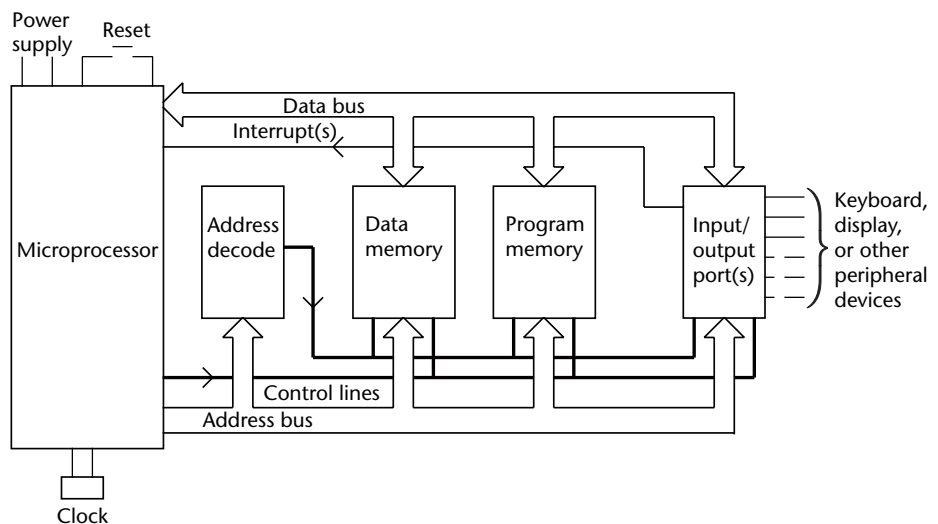 Power
supply
Reset
Data bus
Interrupt(s)
Microprocessor
Address
decode
Data
memory
Program
memory
Input/
output
port(s)
Keyboard,
display,
or other
peripheral
devices
Control lines
Address bus
Clock